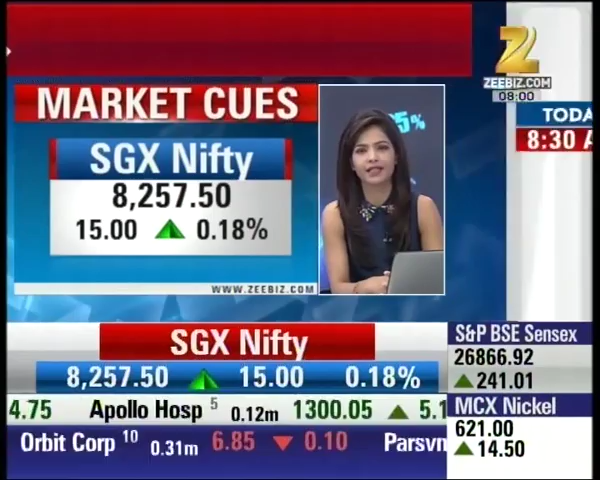 ZEEBIZ.COM
08:00
TODA
8:30 A
MARKET CUES
SGX Nifty
8,257.50
15.00 0.18%
5%
WWW.ZEEBIZ.COM
SGX Nifty
8,257.50 15.00 0.18%
S&P BSE Sensex
26866.92
241.01
4.75 Apollo Hosp 5 0.12m 1300.05 5.1
MCX Nickel
621.00
14.50
Orbit Corp 10 0.31m 6.85 0.10 Parsvn